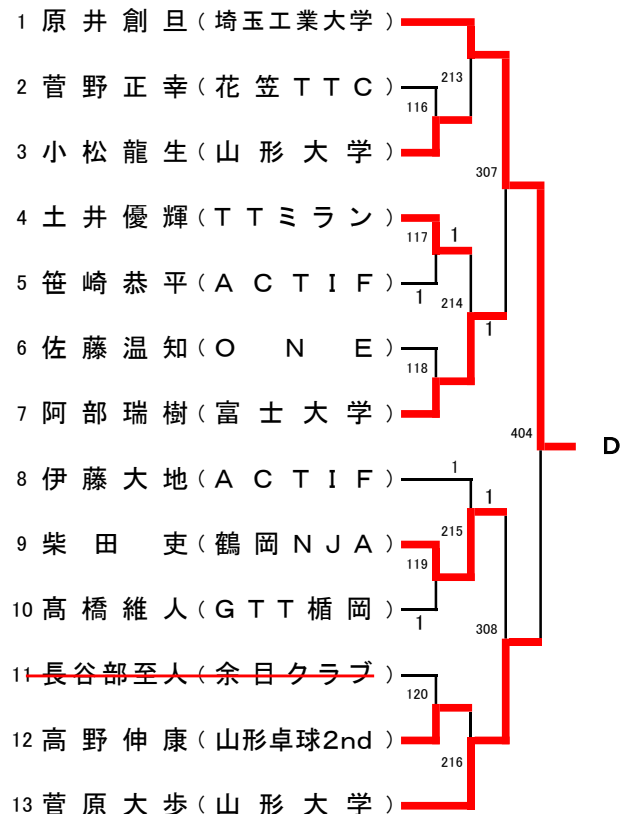 1 原井創旦(埼玉工業大学)
213
2 菅野正幸(花笠TTC)
116
3 小松龍生(山形大学)
307
4 土井優輝(TTミラン)
117 1
5 笹崎恭平(ACTIF)
1 214
1
6 佐藤温知(ONE)
118
7 阿部瑞樹(富士大学)
404 D
8 伊藤大地(ACTIF)
1
1
215
9 柴田吏(鶴岡NJA)
119
10 髙橋維人(GTT楯岡)
1 308
11 長谷部至人(余目クラブ)
120
12 高野伸康(山形卓球2nd)
216
13 菅原大歩(山形大学)